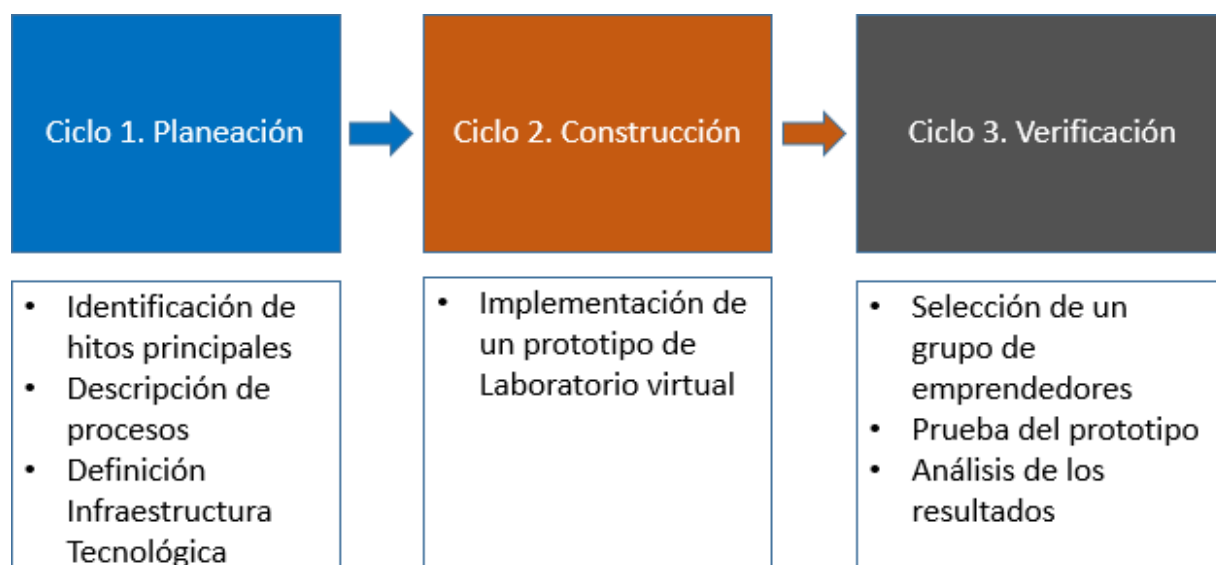 Ciclo 1. Planeación
Ciclo 2. Construcción
Ciclo 3. Verificación
• Identificación de
hitos principales
• Descripción de
procesos
• Definición
Infraestructura
Tecnológica
• Implementación de
un prototipo de
Laboratorio virtual
• Selección de un
grupo de
emprendedores
• Prueba del prototipo
• Análisis de los
resultados